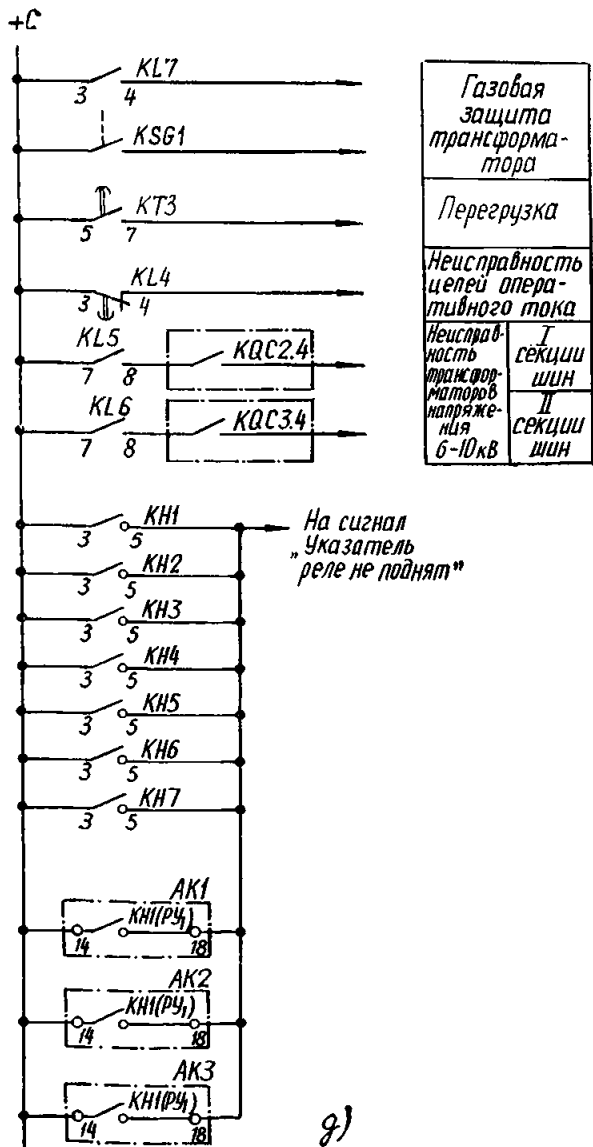 +С
KL7
3 4
KSG1
KT3
5 7
KL4
3 4
KL5
7 8
KQC2.4
KL6
7 8
KQC3.4
Газовая
защита
трансформа-
тора
Перегрузка
Неисправность
цепей опера-
тивного тока
Неисправ-
ность
трансфор-
маторов
напряже-
ния
6-10кВ
I
секции
шин
II
секции
шин
KH1
3 5
На сигнал
„Указатель
реле не поднят"
KH2
3 5
KH3
3 5
KH4
3 5
KH5
3 5
KH6
3 5
KH7
3 5
AK1
KH1(РУ1)
14 18
AK2
KH1(РУ1)
14 18
AK3
KH1(РУ1)
14 18
д)